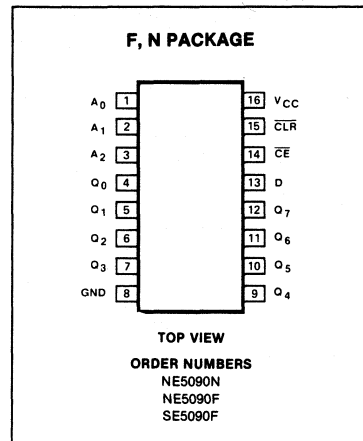 F, N PACKAGE
A0 1 16 VCC
A1 2 15 CLR
A2 3 14 CE
Q0 4 13 D
Q1 5 12 Q7
Q2 6 11 Q6
Q3 7 10 Q5
GND 8 9 Q4
TOP VIEW
ORDER NUMBERS
NE5090N
NE5090F
SE5090F